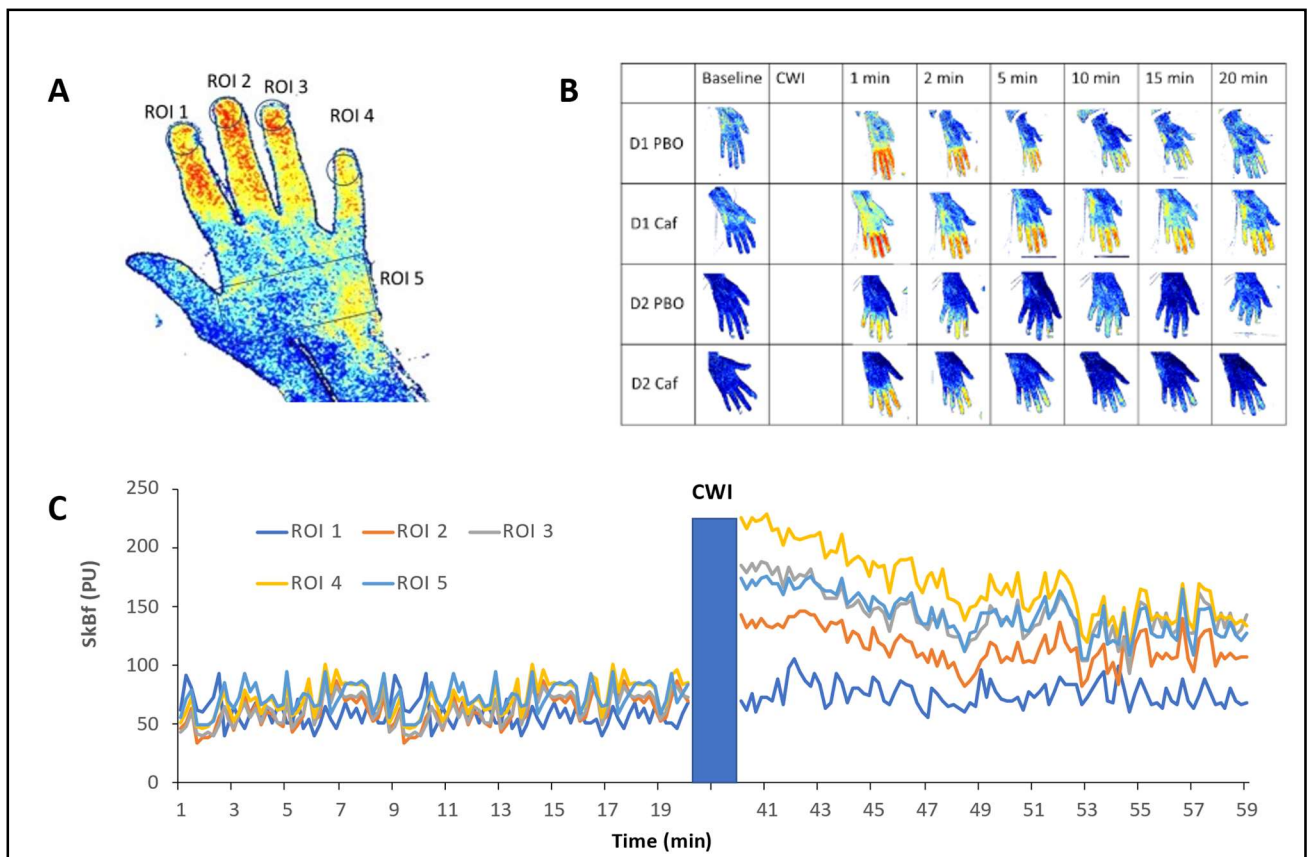 A
ROI 1
ROI 2
ROI 3
ROI 4
ROI 5
B
Baseline CWI 1 min 2 min 5 min 10 min 15 min 20 min
D1 PBO
D1 Caf
D2 PBO
D2 Caf
C
SkBf (PU)
250
200
150
100
50
0
ROI 1 ROI 2 ROI 3
ROI 4 ROI 5
CWI
1 3 5 7 9 11 13 15 17 19 41 43 45 47 49 51 53 55 57 59
Time (min)